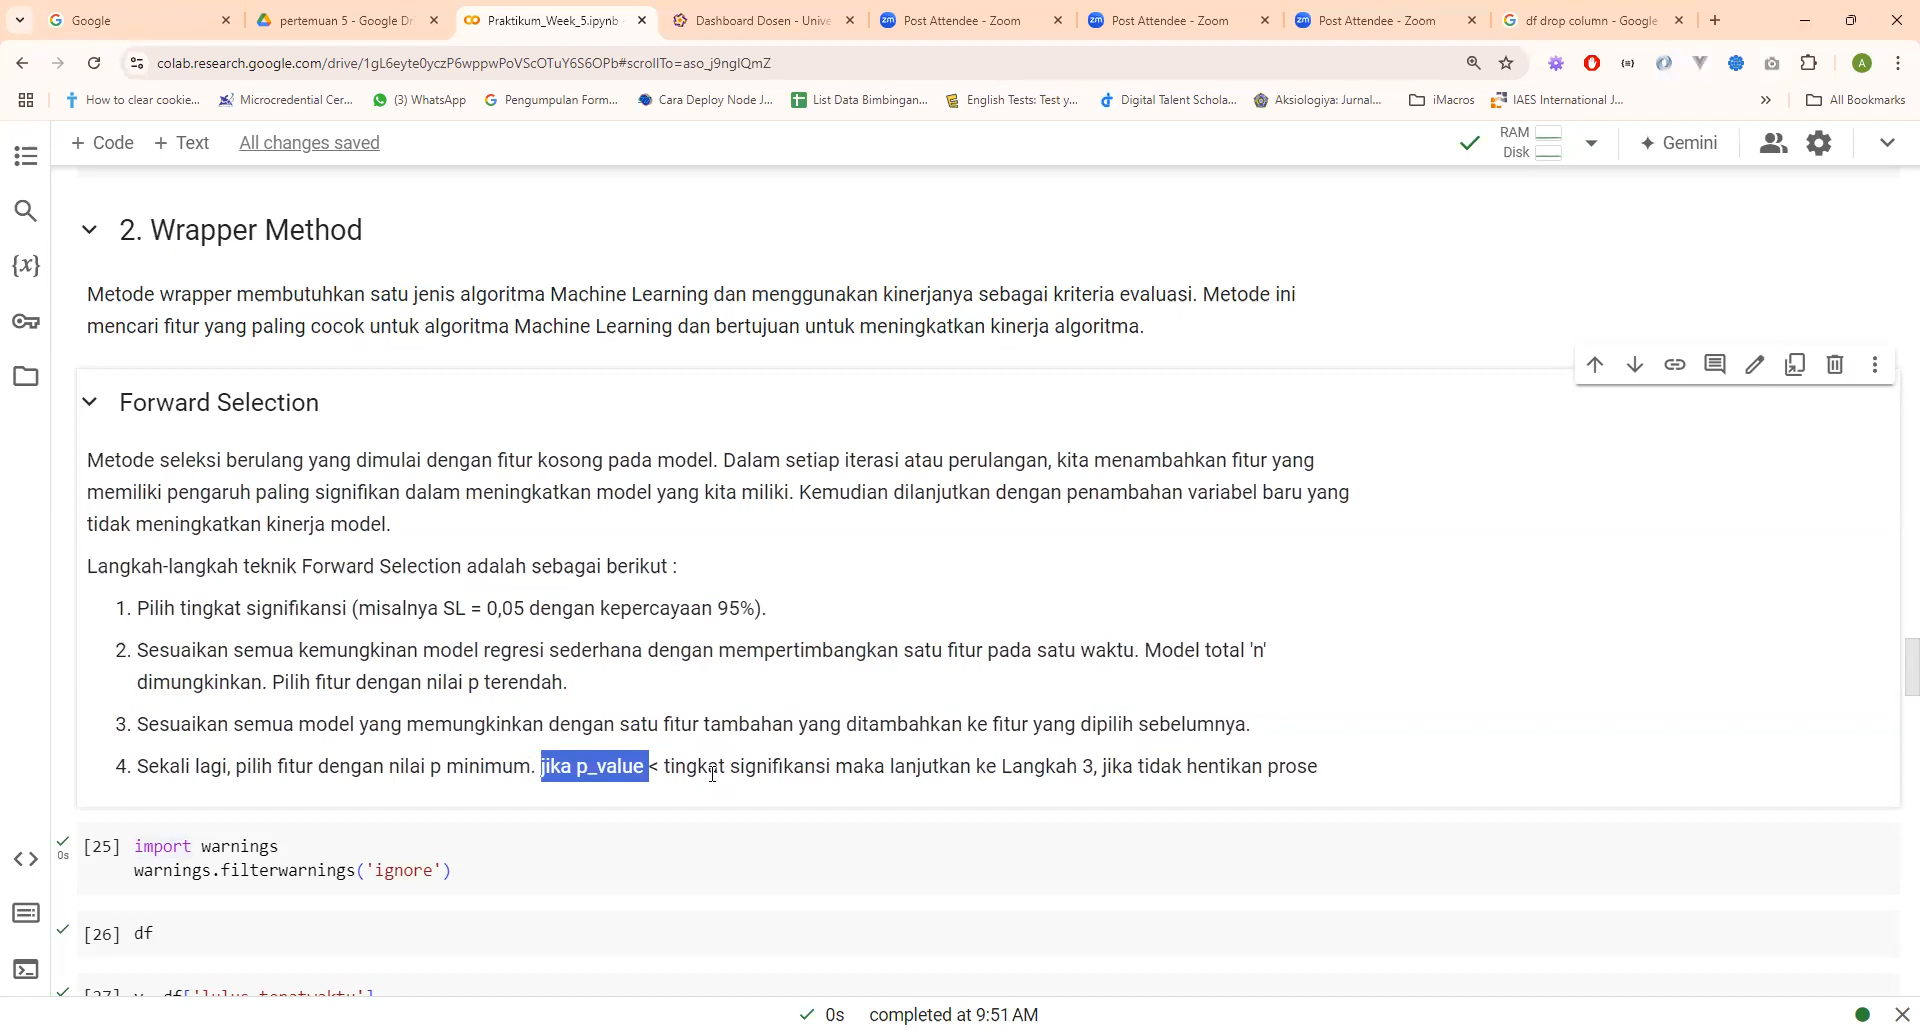 Google
pertemuan 5 - Google Dri
Praktikum_Week_5.ipynb
Dashboard Dosen - Unive
Post Attendee - Zoom
Post Attendee - Zoom
Post Attendee - Zoom
df drop column - Google
colab.research.google.com/drive/1gL6eyte0yczP6wppwPoVScOTuY6S6OPb#scrollTo=aso_j9nglQmZ
A
How to clear cookie...
Microcredential Cer...
(3) WhatsApp
Pengumpulan Form...
Cara Deploy Node J...
List Data Bimbingan...
English Tests: Test y...
Digital Talent Schola...
Aksiologiya: Jurnal...
iMacros
IAES International J...
All Bookmarks
+ Code + Text All changes saved
RAM
Disk
Gemini
2. Wrapper Method
Metode wrapper membutuhkan satu jenis algoritma Machine Learning dan menggunakan kinerjanya sebagai kriteria evaluasi. Metode ini
mencari fitur yang paling cocok untuk algoritma Machine Learning dan bertujuan untuk meningkatkan kinerja algoritma.
Forward Selection
Metode seleksi berulang yang dimulai dengan fitur kosong pada model. Dalam setiap iterasi atau perulangan, kita menambahkan fitur yang
memiliki pengaruh paling signifikan dalam meningkatkan model yang kita miliki. Kemudian dilanjutkan dengan penambahan variabel baru yang
tidak meningkatkan kinerja model.
Langkah-langkah teknik Forward Selection adalah sebagai berikut :
1. Pilih tingkat signifikansi (misalnya SL = 0,05 dengan kepercayaan 95%).
2. Sesuaikan semua kemungkinan model regresi sederhana dengan mempertimbangkan satu fitur pada satu waktu. Model total 'n'
dimungkinkan. Pilih fitur dengan nilai p terendah.
3. Sesuaikan semua model yang memungkinkan dengan satu fitur tambahan yang ditambahkan ke fitur yang dipilih sebelumnya.
4. Sekali lagi, pilih fitur dengan nilai p minimum. jika p_value < tingkat signifikansi maka lanjutkan ke Langkah 3, jika tidak hentikan prose
0s
[25] import warnings
warnings.filterwarnings('ignore')
[26] df
[27] y= df['lulus_tepatwaktu']
0s completed at 9:51 AM